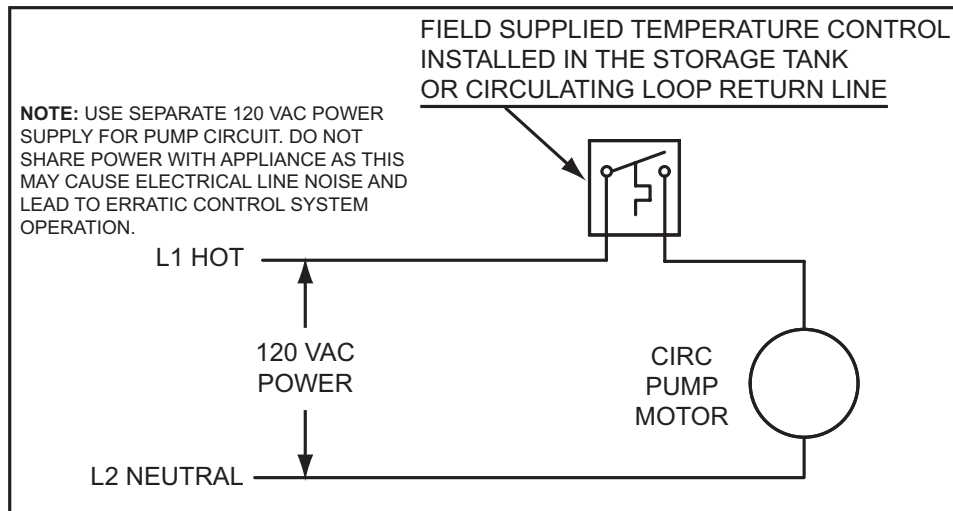 FIELD SUPPLIED TEMPERATURE CONTROL
INSTALLED IN THE STORAGE TANK
OR CIRCULATING LOOP RETURN LINE
NOTE: USE SEPARATE 120 VAC POWER
SUPPLY FOR PUMP CIRCUIT. DO NOT
SHARE POWER WITH APPLIANCE AS THIS
MAY CAUSE ELECTRICAL LINE NOISE AND
LEAD TO ERRATIC CONTROL SYSTEM
OPERATION.
L1 HOT
120 VAC
POWER
CIRC
PUMP
MOTOR
L2 NEUTRAL